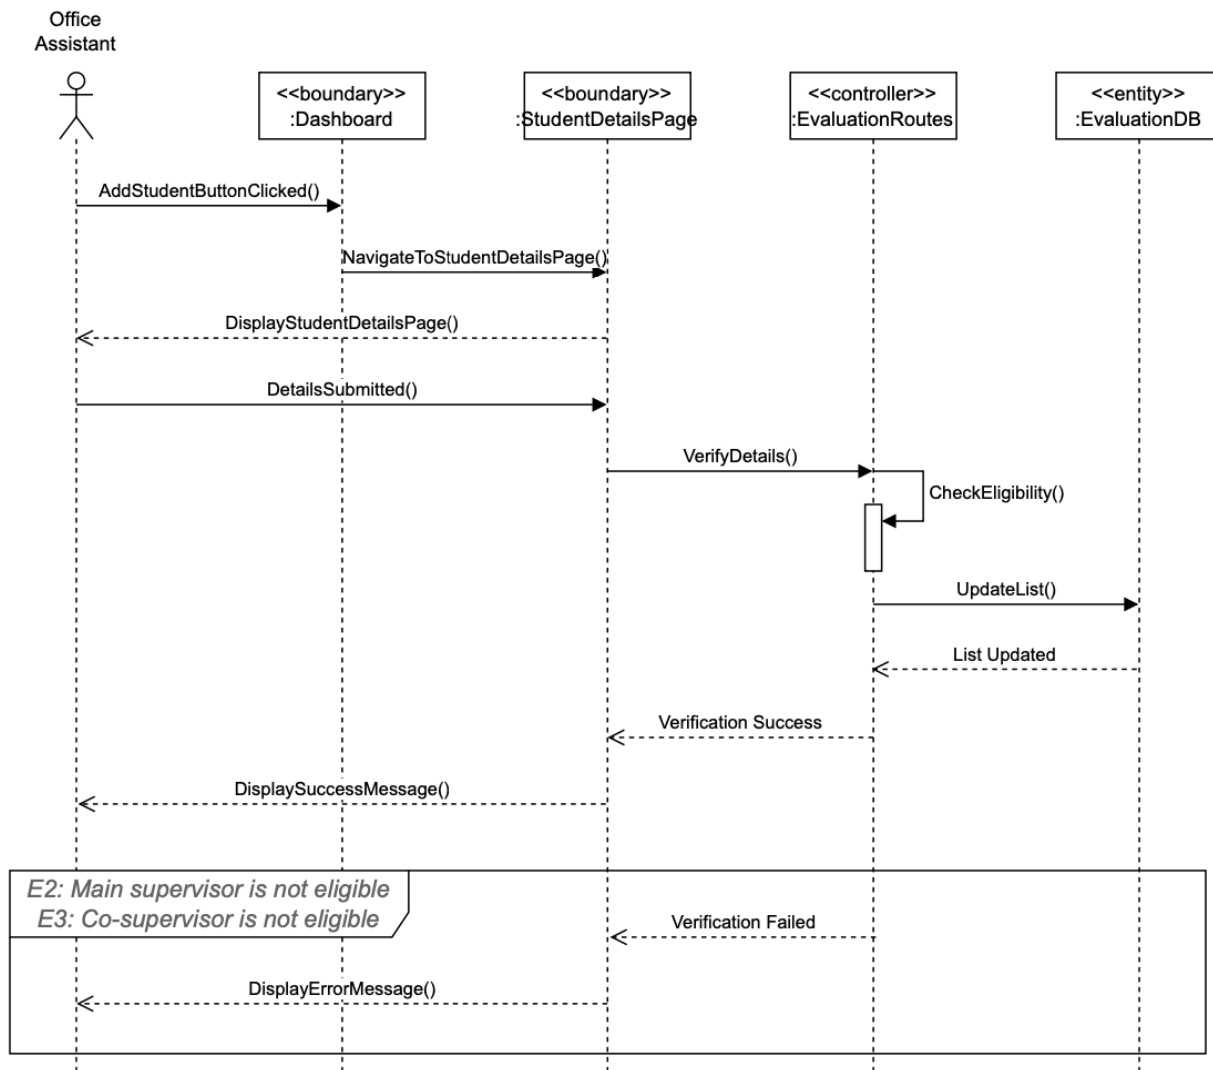 Office
Assistant
<<boundary>>
:Dashboard
<<boundary>>
:StudentDetailsPage
<<controller>>
:EvaluationRoutes
<<entity>>
:EvaluationDB
AddStudentButtonClicked()
NavigateToStudentDetailsPage()
DisplayStudentDetailsPage()
DetailsSubmitted()
VerifyDetails()
CheckEligibility()
UpdateList()
List Updated
Verification Success
DisplaySuccessMessage()
E2: Main supervisor is not eligible
E3: Co-supervisor is not eligible
Verification Failed
DisplayErrorMessage()